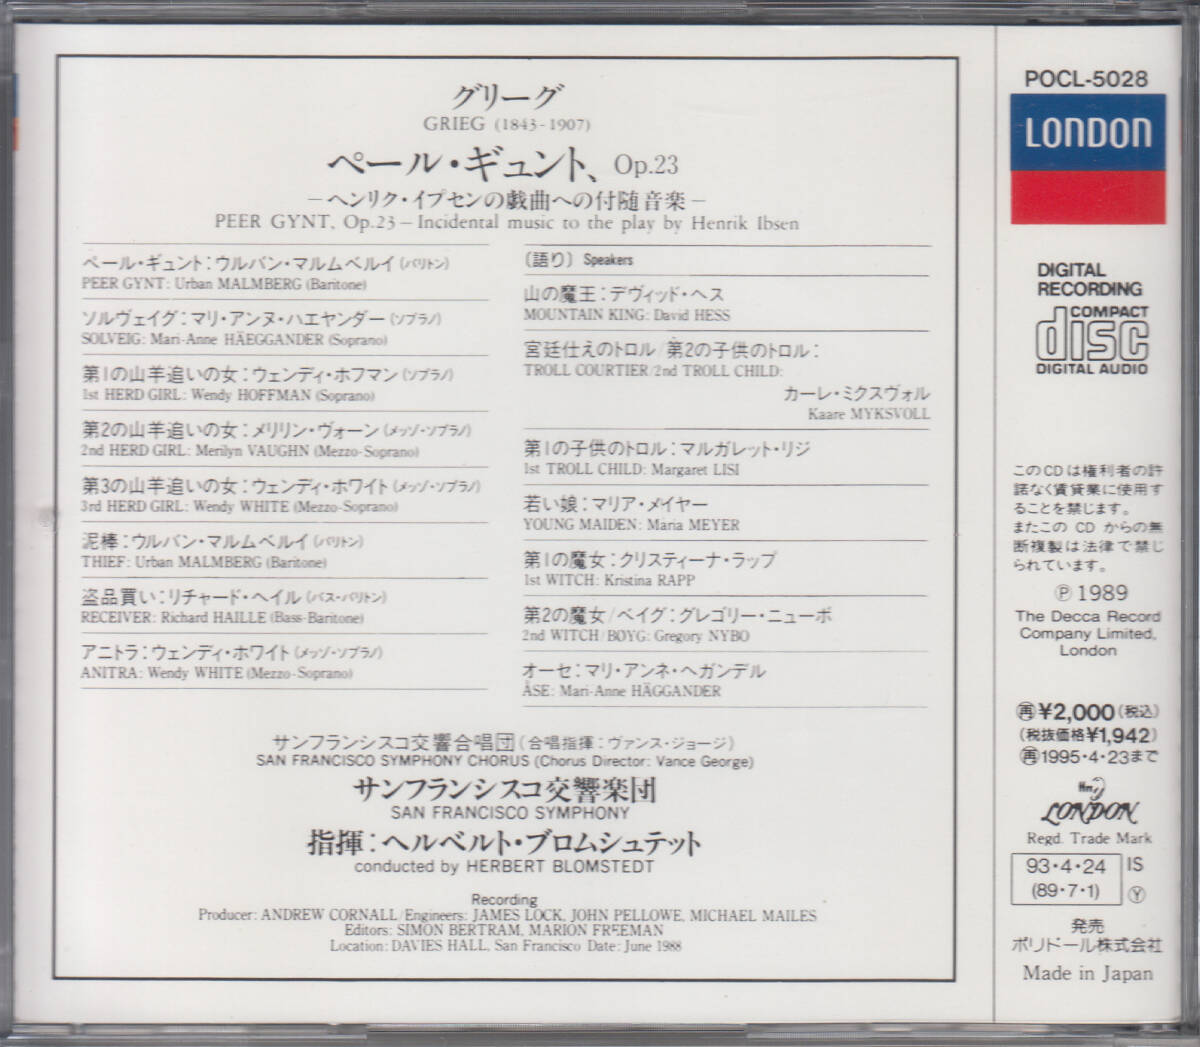 グリーグ
GRIEG (1843-1907)
ペール・ギュント、Op.23
－ヘンリク・イプセンの戯曲への付随音楽－
PEER GYNT, Op.23－Incidental music to the play by Henrik Ibsen
ペール・ギュント：ウルバン・マルムベルイ（バリトン）
PEER GYNT: Urban MALMBERG (Baritone)
ソルヴェイグ：マリ・アンヌ・ハエヤンダー（ソプラノ）
SOLVEIG: Mari-Anne HÄEGGANDER (Soprano)
第1の山羊追いの女：ウェンディ・ホフマン（ソプラノ）
1st HERD GIRL: Wendy HOFFMAN (Soprano)
第2の山羊追いの女：メリリン・ヴォーン（メッゾ・ソプラノ）
2nd HERD GIRL: Merilyn VAUGHN (Mezzo-Soprano)
第3の山羊追いの女：ウェンディ・ホワイト（メッゾ・ソプラノ）
3rd HERD GIRL: Wendy WHITE (Mezzo-Soprano)
泥棒：ウルバン・マルムベルイ（バリトン）
THIEF: Urban MALMBERG (Baritone)
盗品買い：リチャード・ヘイル（バス・バリトン）
RECEIVER: Richard HAILLE (Bass-Baritone)
アニトラ：ウェンディ・ホワイト（メッゾ・ソプラノ）
ANITRA: Wendy WHITE (Mezzo-Soprano)
（語り）Speakers
山の魔王：デヴィッド・ヘス
MOUNTAIN KING: David HESS
宮廷仕えのトロル／第2の子供のトロル：
TROLL COURTIER/2nd TROLL CHILD:
カーレ・ミクスヴォル
Kaare MYKSVOLL
第1の子供のトロル：マルガレット・リジ
1st TROLL CHILD: Margaret LISI
若い娘：マリア・メイヤー
YOUNG MAIDEN: Maria MEYER
第1の魔女：クリスティーナ・ラップ
1st WITCH: Kristina RAPP
第2の魔女／ベイグ：グレゴリー・ニューボ
2nd WITCH/BØYG: Gregory NYBO
オーセ：マリ・アンネ・ヘガンデル
ÅSE: Mari-Anne HÄGGANDER
サンフランシスコ交響合唱団（合唱指揮：ヴァンス・ジョージ）
SAN FRANCISCO SYMPHONY CHORUS (Chorus Director: Vance George)
サンフランシスコ交響楽団
SAN FRANCISCO SYMPHONY
指揮：ヘルベルト・ブロムシュテット
conducted by HERBERT BLOMSTEDT
Recording
Producer: ANDREW CORNALL/Engineers: JAMES LOCK, JOHN PELLOWE, MICHAEL MAILES
Editors: SIMON BERTRAM, MARION FREEMAN
Location: DAVIES HALL, San Francisco Date: June 1988
POCL-5028
LONDON
DIGITAL
RECORDING
COMPACT
disc
DIGITAL AUDIO
このCDは権利者の許
諾なく賃貸業に使用す
ることを禁じます。
またこのCDからの無
断複製は法律で禁じ
られています。
Ⓟ 1989
The Decca Record
Company Limited,
London
㊢¥2,000（税込）
（税抜価格¥1,942）
㊢1995・4・23まで
LONDON
Regd. Trade Mark
93・4・24
(89・7・1)
IS
Ⓨ
発売
ポリドール株式会社
Made in Japan